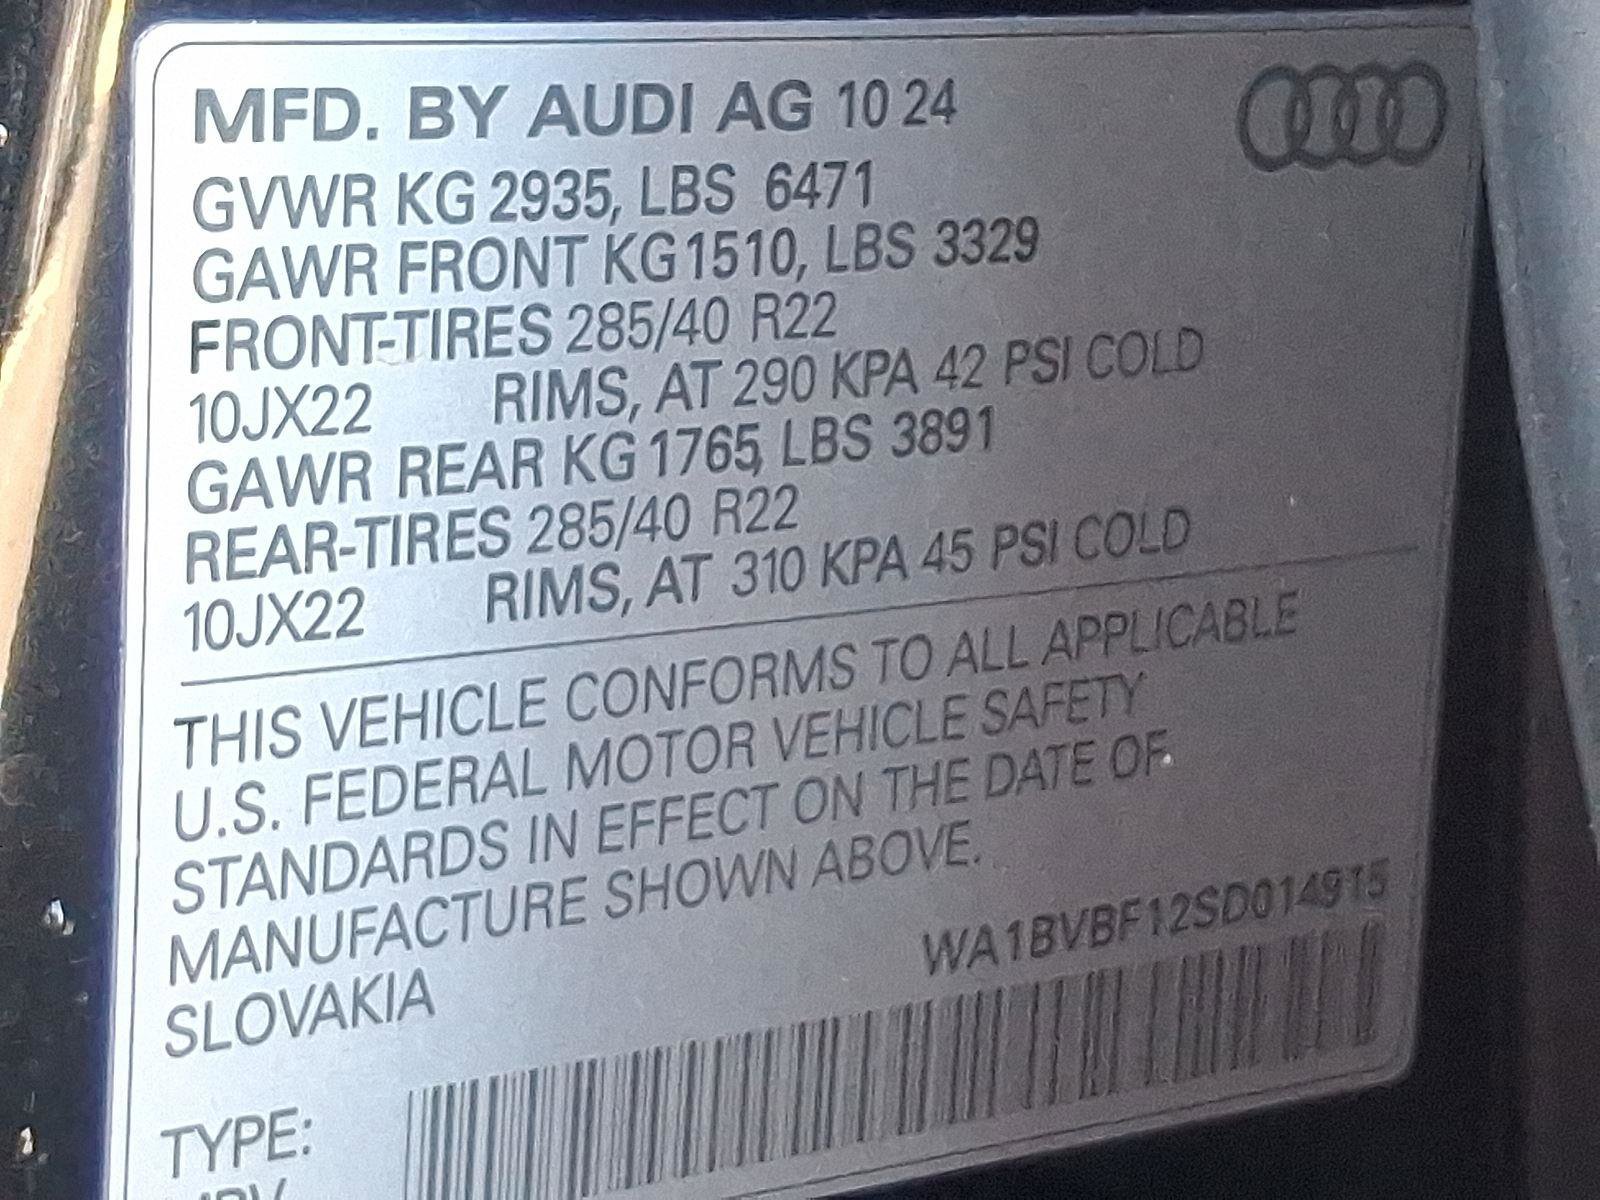 MFD. BY AUDI AG 10 24
GVWR KG 2935, LBS 6471
GAWR FRONT KG 1510, LBS 3329
FRONT-TIRES 285/40 R22
10JX22 RIMS, AT 290 KPA 42 PSI COLD
GAWR REAR KG 1765, LBS 3891
REAR-TIRES 285/40 R22
10JX22 RIMS, AT 310 KPA 45 PSI COLD
THIS VEHICLE CONFORMS TO ALL APPLICABLE
U.S. FEDERAL MOTOR VEHICLE SAFETY
STANDARDS IN EFFECT ON THE DATE OF
MANUFACTURE SHOWN ABOVE.
WA1BVBF12SD014915
SLOVAKIA
TYPE: